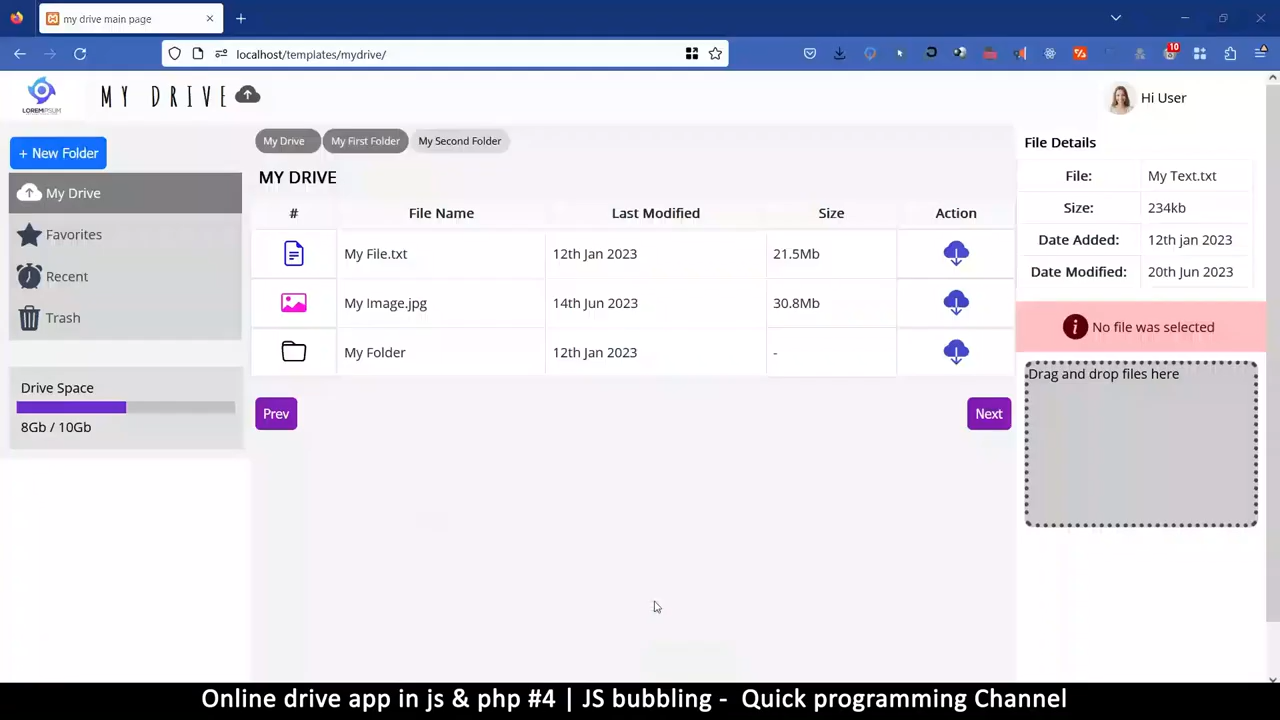 my drive main page
localhost/templates/mydrive/
10
LOREMIPSUM
MY DRIVE
Hi User
+ New Folder
My Drive
Favorites
Recent
Trash
Drive Space
8Gb / 10Gb
My Drive
My First Folder
My Second Folder
MY DRIVE
# File Name Last Modified Size Action
My File.txt 12th Jan 2023 21.5Mb
My Image.jpg 14th Jun 2023 30.8Mb
My Folder 12th Jan 2023 -
Prev
Next
File Details
File: My Text.txt
Size: 234kb
Date Added: 12th jan 2023
Date Modified: 20th Jun 2023
No file was selected
Drag and drop files here
Online drive app in js & php #4 | JS bubbling - Quick programming Channel